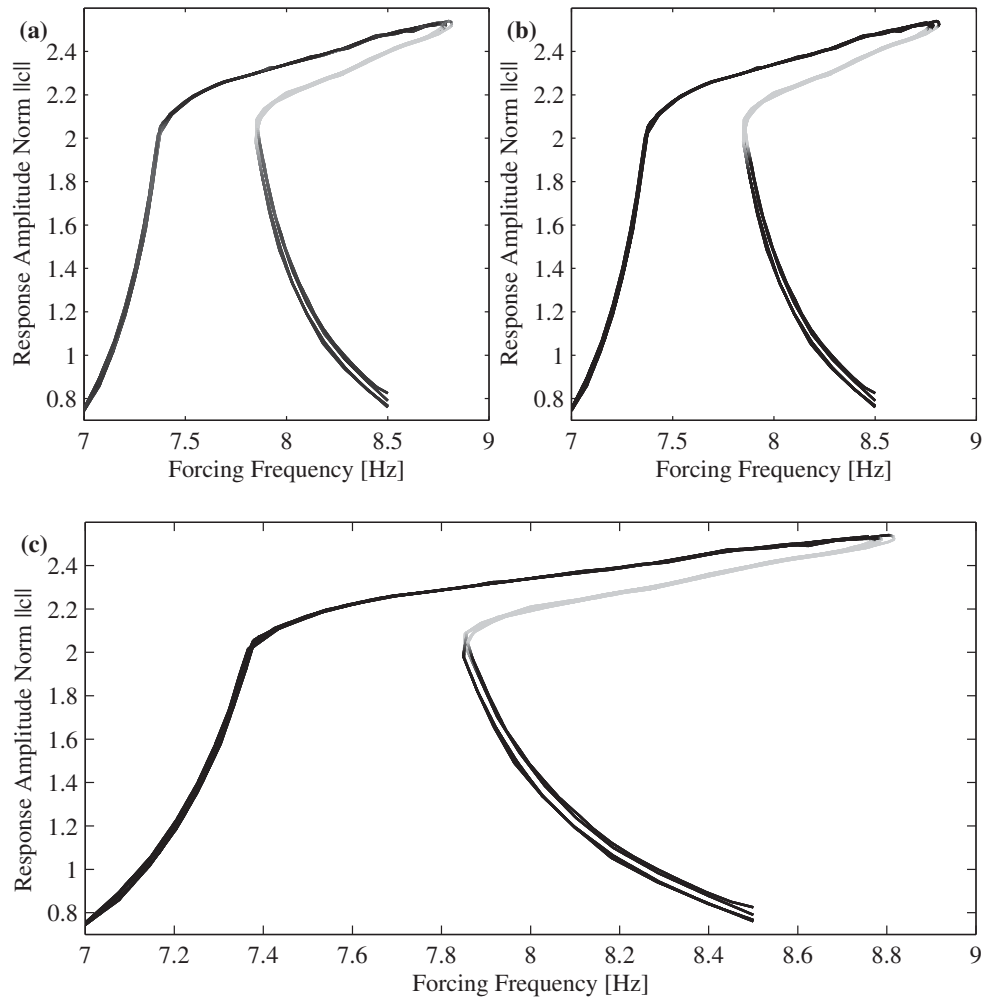 (a)
Response Amplitude Norm ||c||
2.4
2.2
2
1.8
1.6
1.4
1.2
1
0.8
7 7.5 8 8.5 9
Forcing Frequency [Hz]
(b)
Response Amplitude Norm ||c||
2.4
2.2
2
1.8
1.6
1.4
1.2
1
0.8
7 7.5 8 8.5 9
Forcing Frequency [Hz]
(c)
Response Amplitude Norm ||c||
2.4
2.2
2
1.8
1.6
1.4
1.2
1
0.8
7 7.2 7.4 7.6 7.8 8 8.2 8.4 8.6 8.8 9
Forcing Frequency [Hz]